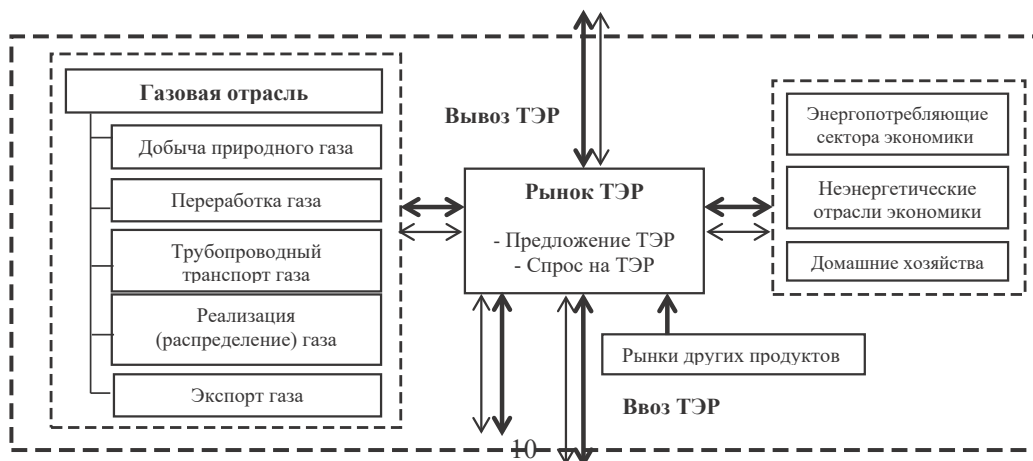 Газовая отрасль
Добыча природного газа
Переработка газа
Трубопроводный
транспорт газа
Реализация
(распределение) газа
Экспорт газа
Вывоз ТЭР
Рынок ТЭР
- Предложение ТЭР
- Спрос на ТЭР
Рынки других продуктов
Ввоз ТЭР
Энергопотребляющие
сектора экономики
Неэнергетические
отрасли экономики
Домашние хозяйства
10